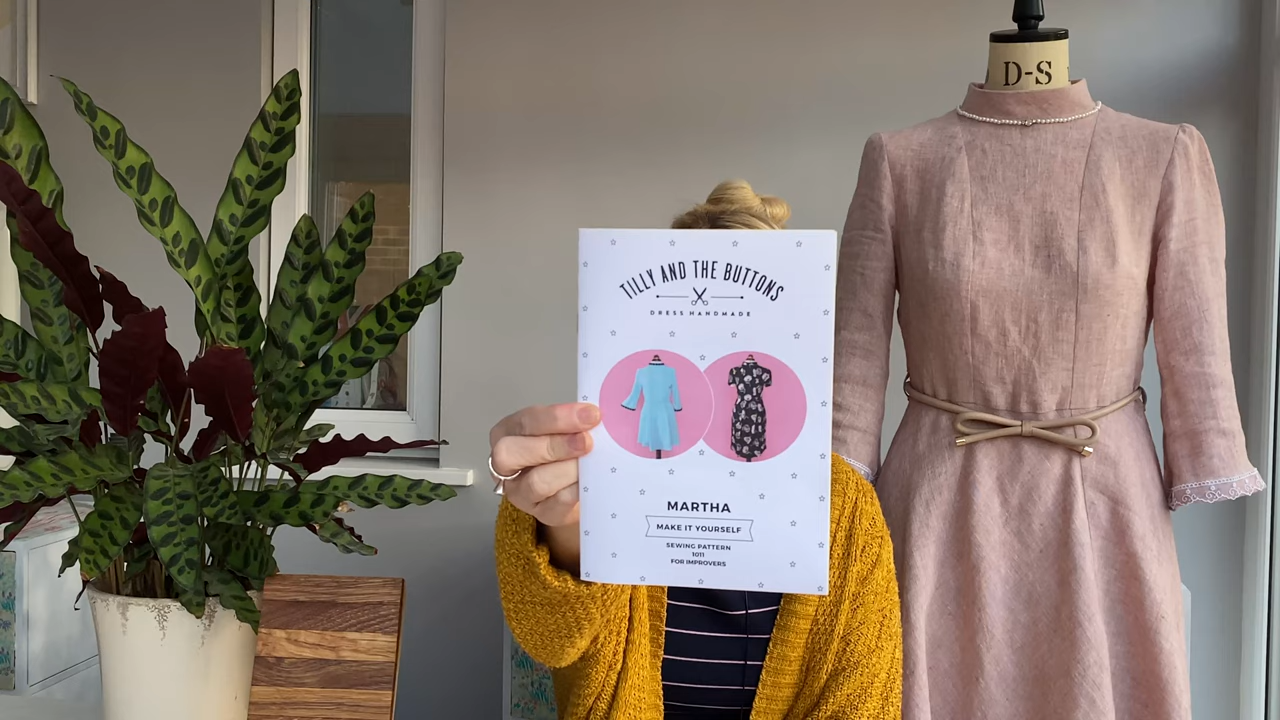 D-S
TILLY AND THE BUTTONS
DRESS HANDMADE
MARTHA
MAKE IT YOURSELF
SEWING PATTERN
1011
FOR IMPROVERS